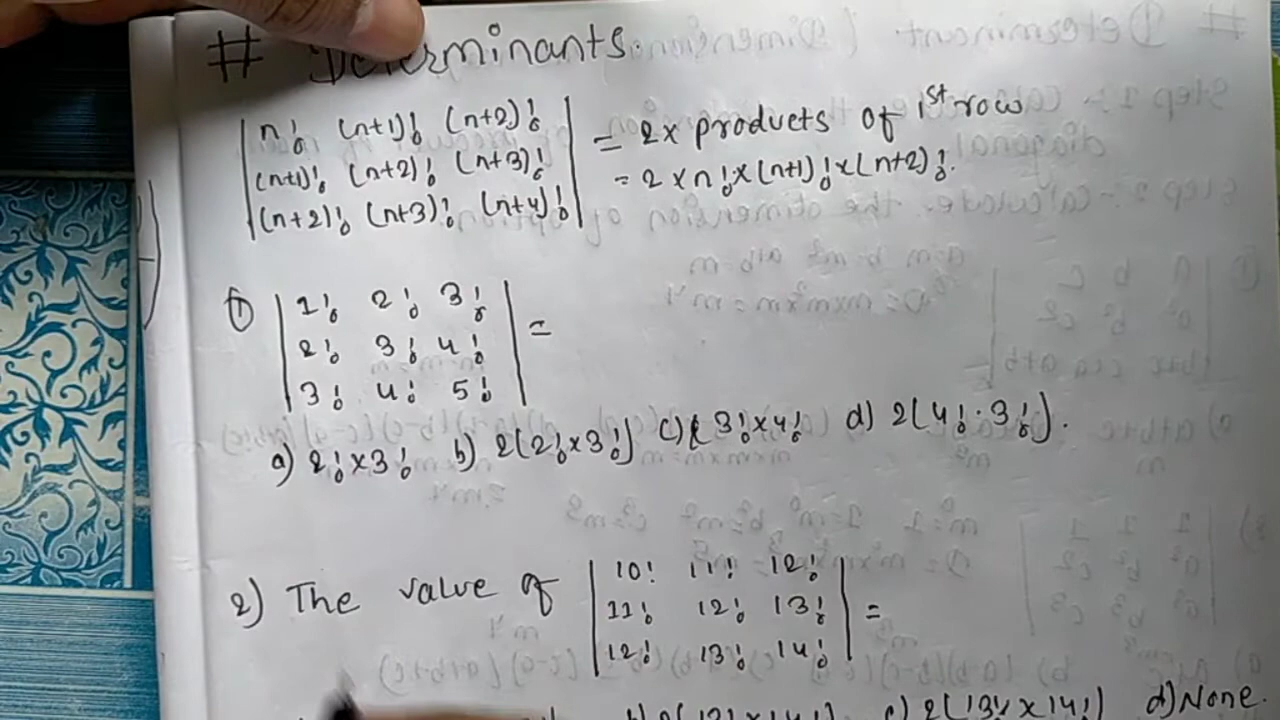 # Determinants.
| n! (n+1)! (n+2)! | = 2x products of 1st row
| (n+1)! (n+2)! (n+3)! | = 2 x n! x (n+1)! x (n+2)!.
| (n+2)! (n+3)! (n+4)! |
1) | 1! 2! 3! |
| 2! 3! 4! | =
| 3! 4! 5! |
a) 2! x 3! b) 2(2! x 3!) c) 3! x 4! d) 2(4! . 3!).
2) The value of | 10! 11! 12! |
| 11! 12! 13! | =
| 12! 13! 14! |
c) 2(13! x 14!) d) None.